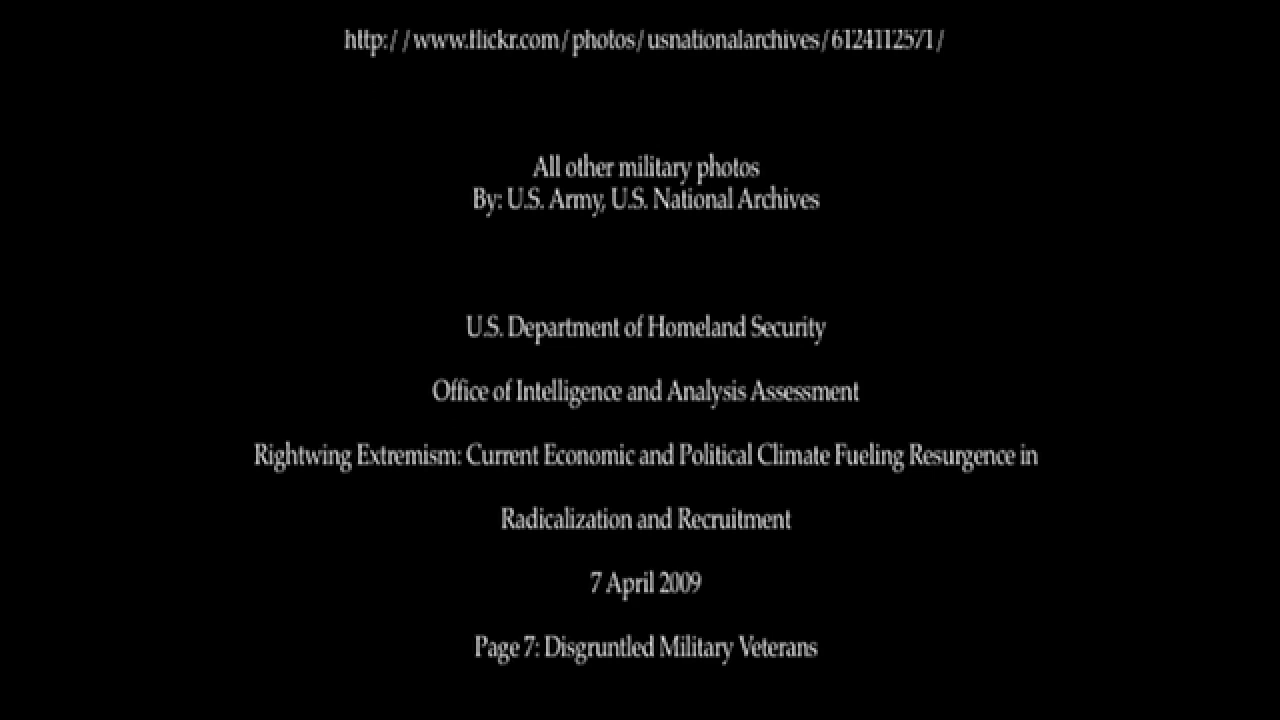 http://www.flickr.com/photos/usnationalarchives/6124112571/
All other military photos
By: U.S. Army, U.S. National Archives
U.S. Department of Homeland Security
Office of Intelligence and Analysis Assessment
Rightwing Extremism: Current Economic and Political Climate Fueling Resurgence in
Radicalization and Recruitment
7 April 2009
Page 7: Disgruntled Military Veterans